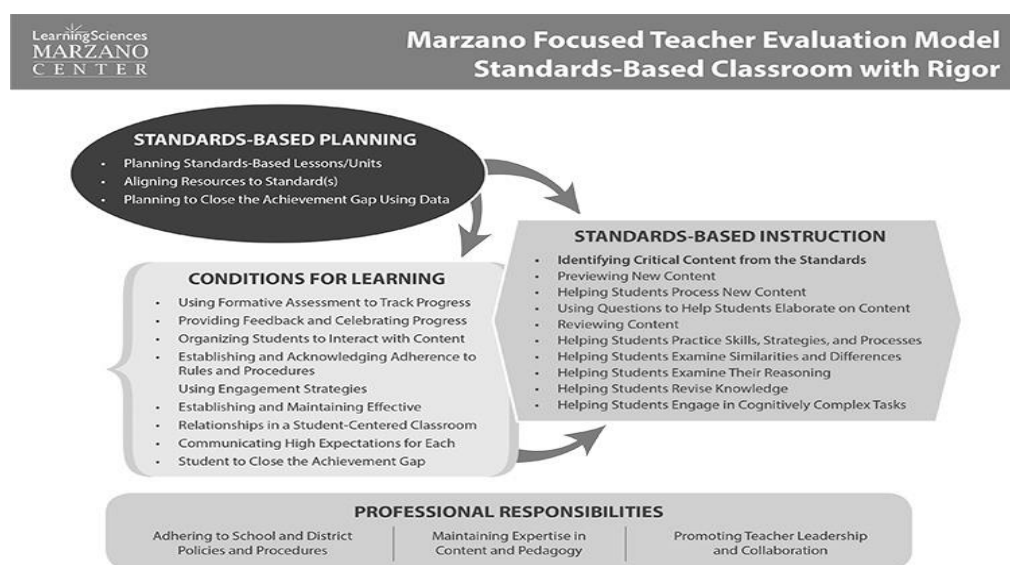 LearningSciences
MARZANO
CENTER
Marzano Focused Teacher Evaluation Model
Standards-Based Classroom with Rigor
STANDARDS-BASED PLANNING
• Planning Standards-Based Lessons/Units
• Aligning Resources to Standard(s)
• Planning to Close the Achievement Gap Using Data
CONDITIONS FOR LEARNING
• Using Formative Assessment to Track Progress
• Providing Feedback and Celebrating Progress
• Organizing Students to Interact with Content
• Establishing and Acknowledging Adherence to
Rules and Procedures
Using Engagement Strategies
• Establishing and Maintaining Effective
• Relationships in a Student-Centered Classroom
• Communicating High Expectations for Each
• Student to Close the Achievement Gap
STANDARDS-BASED INSTRUCTION
• Identifying Critical Content from the Standards
• Previewing New Content
• Helping Students Process New Content
• Using Questions to Help Students Elaborate on Content
• Reviewing Content
• Helping Students Practice Skills, Strategies, and Processes
• Helping Students Examine Similarities and Differences
• Helping Students Examine Their Reasoning
• Helping Students Revise Knowledge
• Helping Students Engage in Cognitively Complex Tasks
PROFESSIONAL RESPONSIBILITIES
Adhering to School and District
Policies and Procedures
Maintaining Expertise in
Content and Pedagogy
Promoting Teacher Leadership
and Collaboration